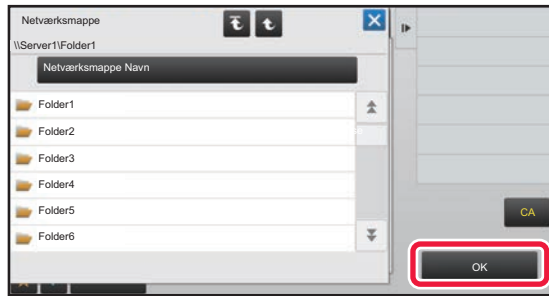 Netværksmappe
\\Server1\Folder1
Netværksmappe Navn
Folder1
Folder2
Folder3
Folder4
Folder5
Folder6
CA
OK